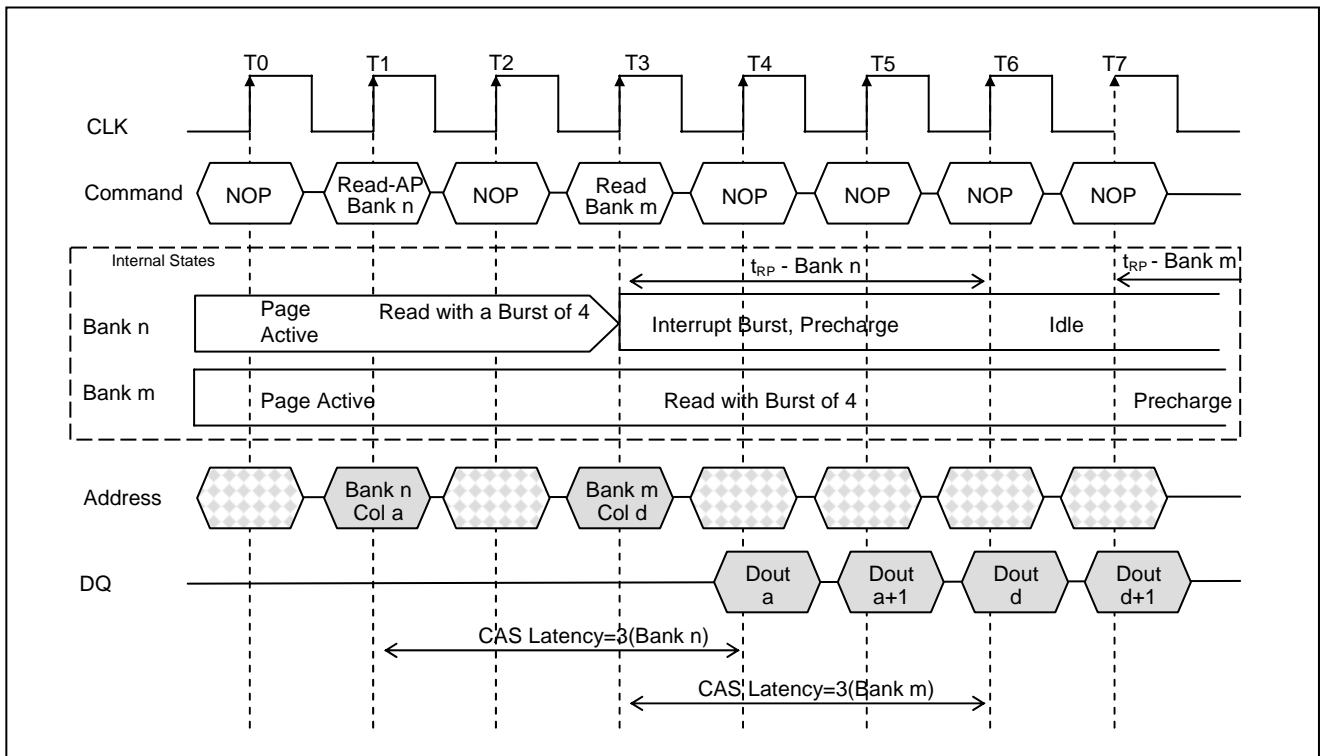 T0 T1 T2 T3 T4 T5 T6 T7
CLK
Command
NOP
Read-AP
Bank n
NOP
Read
Bank m
NOP
NOP
NOP
NOP
Internal States
tRP - Bank n
tRP - Bank m
Bank n
Page
Active
Read with a Burst of 4
Interrupt Burst, Precharge
Idle
Bank m
Page Active
Read with Burst of 4
Precharge
Address
Bank n
Col a
Bank m
Col d
DQ
Dout
a
Dout
a+1
Dout
d
Dout
d+1
CAS Latency=3(Bank n)
CAS Latency=3(Bank m)